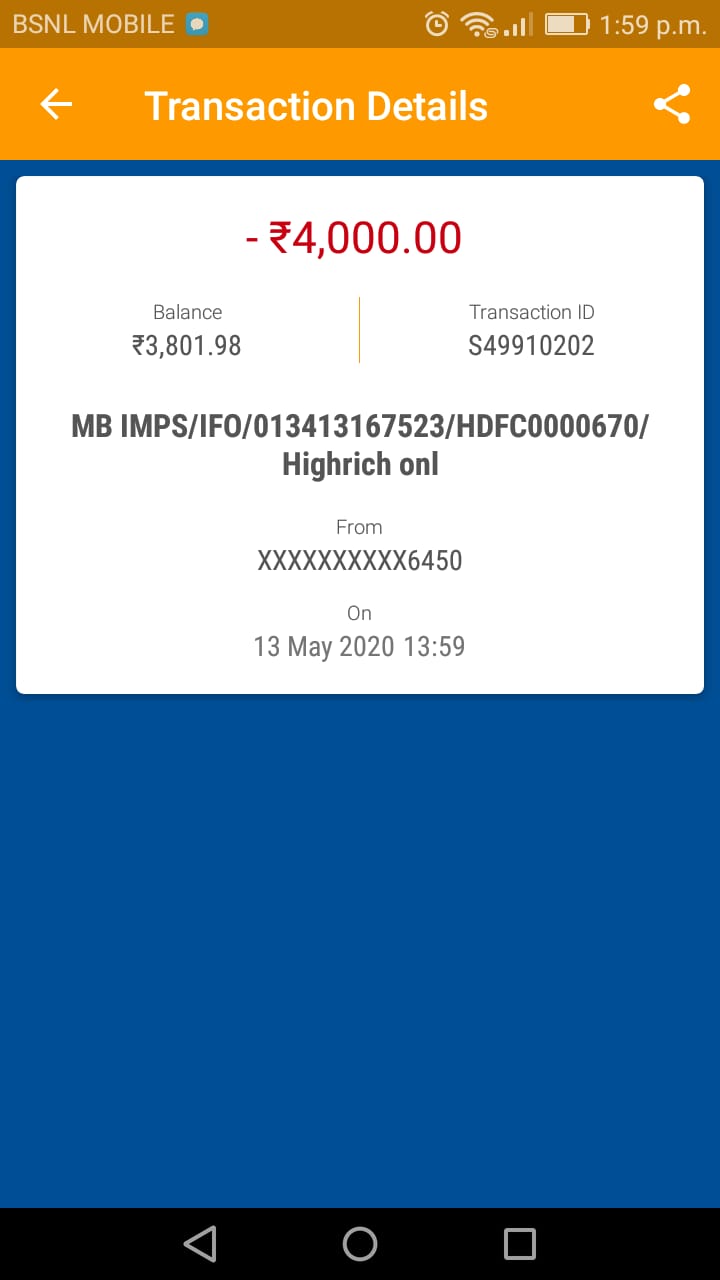 BSNL MOBILE 1:59 p.m.
Transaction Details
- ₹4,000.00
Balance
₹3,801.98
Transaction ID
S49910202
MB IMPS/IFO/013413167523/HDFC0000670/
Highrich onl
From
XXXXXXXXXX6450
On
13 May 2020 13:59